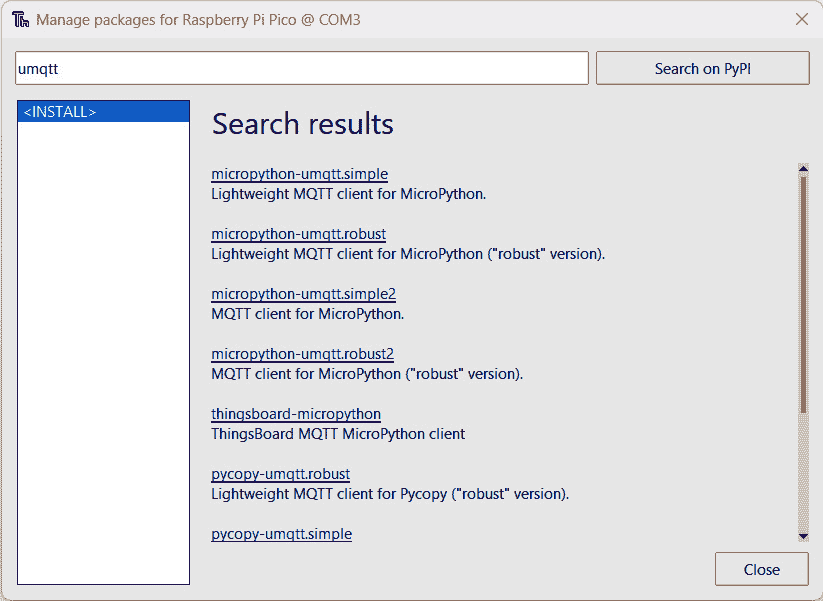 Manage packages for Raspberry Pi Pico @ COM3
umqtt
Search on PyPI
<INSTALL>
Search results
micropython-umqtt.simple
Lightweight MQTT client for MicroPython.
micropython-umqtt.robust
Lightweight MQTT client for MicroPython ("robust" version).
micropython-umqtt.simple2
MQTT client for MicroPython.
micropython-umqtt.robust2
MQTT client for MicroPython ("robust" version).
thingsboard-micropython
ThingsBoard MQTT MicroPython client
pycopy-umqtt.robust
Lightweight MQTT client for Pycopy ("robust" version).
pycopy-umqtt.simple
Close